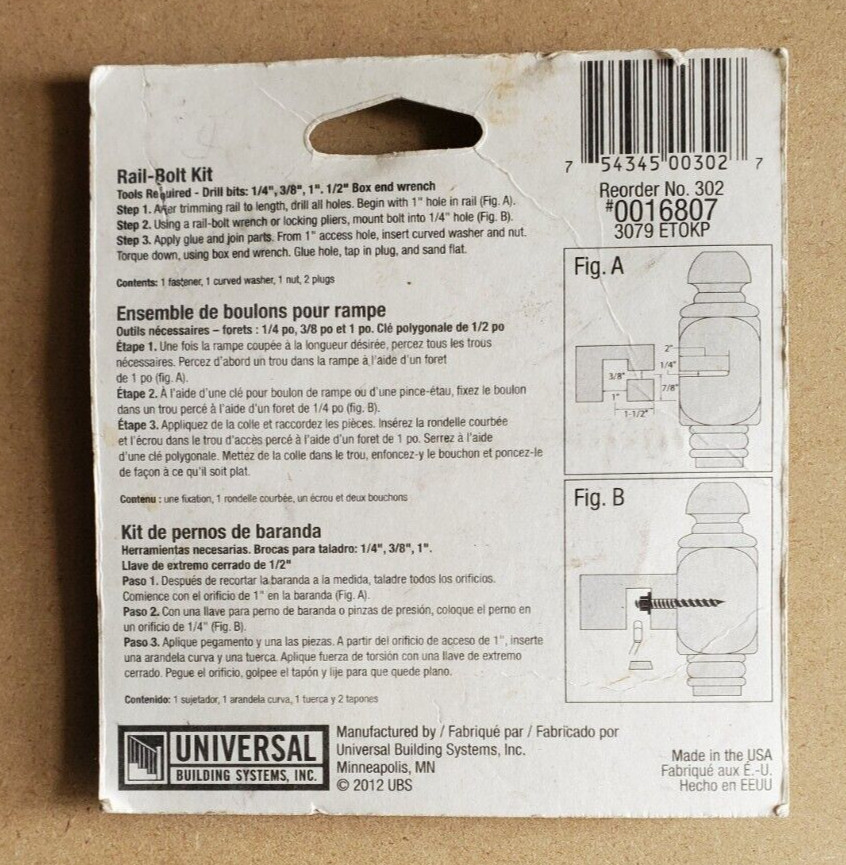 Rail-Bolt Kit
Tools Required - Drill bits: 1/4", 3/8", 1". 1/2" Box end wrench
Step 1. After trimming rail to length, drill all holes. Begin with 1" hole in rail (Fig. A).
Step 2. Using a rail-bolt wrench or locking pliers, mount bolt into 1/4" hole (Fig. B).
Step 3. Apply glue and join parts. From 1" access hole, insert curved washer and nut.
Torque down, using box end wrench. Glue hole, tap in plug, and sand flat.
Contents: 1 fastener, 1 curved washer, 1 nut, 2 plugs
Ensemble de boulons pour rampe
Outils nécessaires – forets : 1/4 po, 3/8 po et 1 po. Clé polygonale de 1/2 po
Étape 1. Une fois la rampe coupée à la longueur désirée, percez tous les trous
nécessaires. Percez d'abord un trou dans la rampe à l'aide d'un foret
de 1 po (fig. A).
Étape 2. À l'aide d'une clé pour boulon de rampe ou d'une pince-étau, fixez le boulon
dans un trou percé à l'aide d'un foret de 1/4 po (fig. B).
Étape 3. Appliquez de la colle et raccordez les pièces. Insérez la rondelle courbée
et l'écrou dans le trou d'accès percé à l'aide d'un foret de 1 po. Serrez à l'aide
d'une clé polygonale. Mettez de la colle dans le trou, enfoncez-y le bouchon et poncez-le
de façon à ce qu'il soit plat.
Contenu : une fixation, 1 rondelle courbée, un écrou et deux bouchons
Kit de pernos de baranda
Herramientas necesarias. Brocas para taladro: 1/4", 3/8", 1".
Llave de extremo cerrado de 1/2"
Paso 1. Después de recortar la baranda a la medida, taladre todos los orificios.
Comience con el orificio de 1" en la baranda (Fig. A).
Paso 2. Con una llave para perno de baranda o pinzas de presión, coloque el perno en
un orificio de 1/4" (Fig. B).
Paso 3. Aplique pegamento y una las piezas. A partir del orificio de acceso de 1", inserte
una arandela curva y una tuerca. Aplique fuerza de torsión con una llave de extremo
cerrado. Pegue el orificio, golpee el tapón y lije para que quede plano.
Contenido: 1 sujetador, 1 arandela curva, 1 tuerca y 2 tapones
UNIVERSAL
BUILDING SYSTEMS, INC.
Manufactured by / Fabriqué par / Fabricado por
Universal Building Systems, Inc.
Minneapolis, MN
© 2012 UBS
7 54345 00302 7
Reorder No. 302
#0016807
3079 ETOKP
Fig. A
2"
1/4"
3/8"
7/8"
1"
1-1/2"
Fig. B
Made in the USA
Fabriqué aux É.-U.
Hecho en EEUU